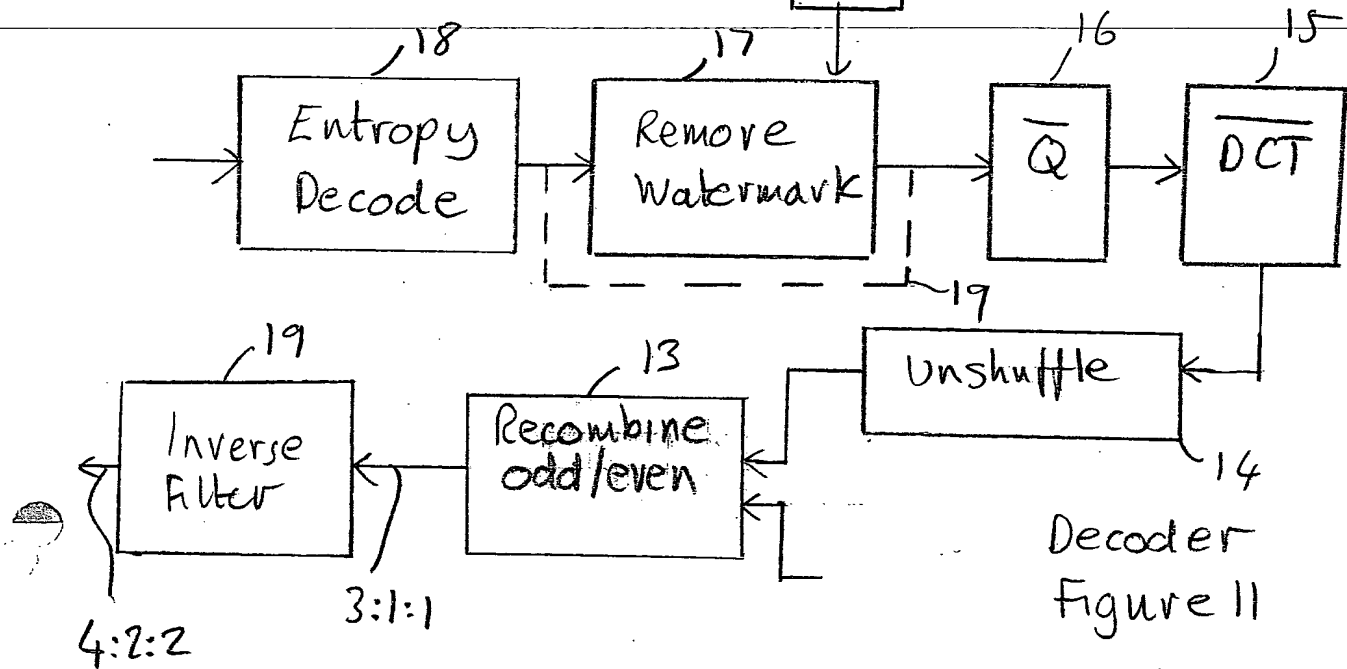 18
17
16
15
Entropy
Decode
Remove
Watermark
Q̅
D̅C̅T̅
19
19
13
Unshuffle
Inverse
Filter
Recombine
odd/even
14
3:1:1
4:2:2
Decoder
Figure 11